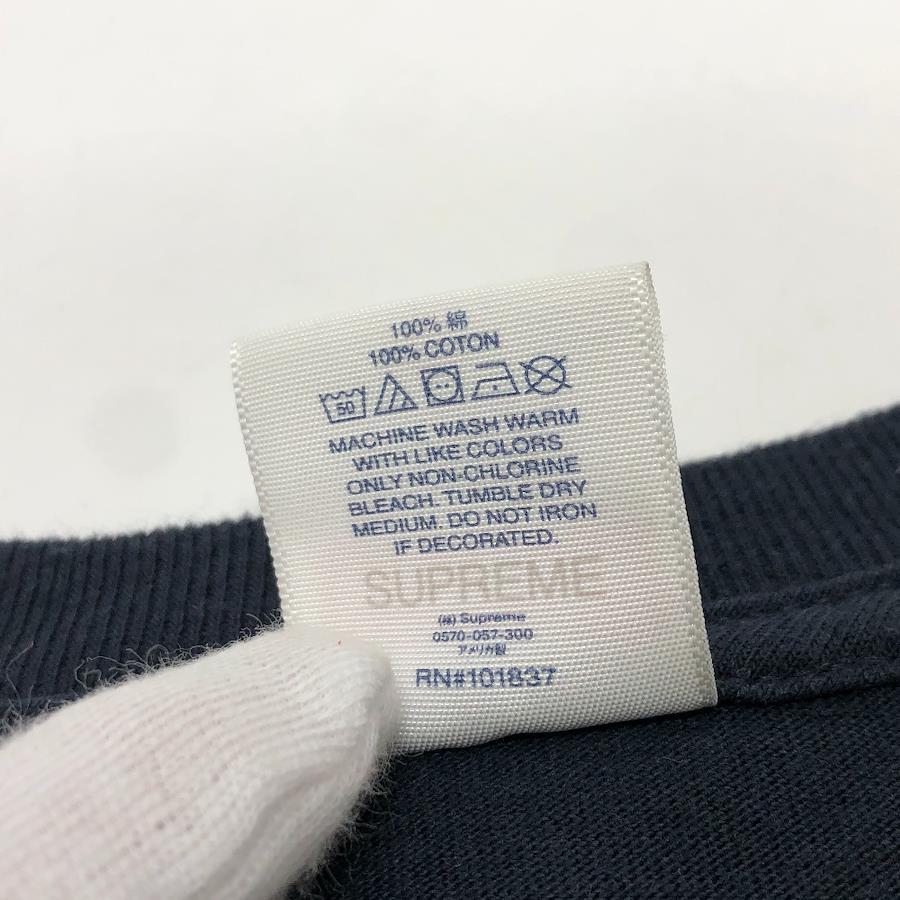 100% 綿
100% COTON
50
MACHINE WASH WARM
WITH LIKE COLORS
ONLY NON-CHLORINE
BLEACH. TUMBLE DRY
MEDIUM. DO NOT IRON
IF DECORATED.
SUPREME
(株) Supreme
0570-057-300
アメリカ製
RN#101837